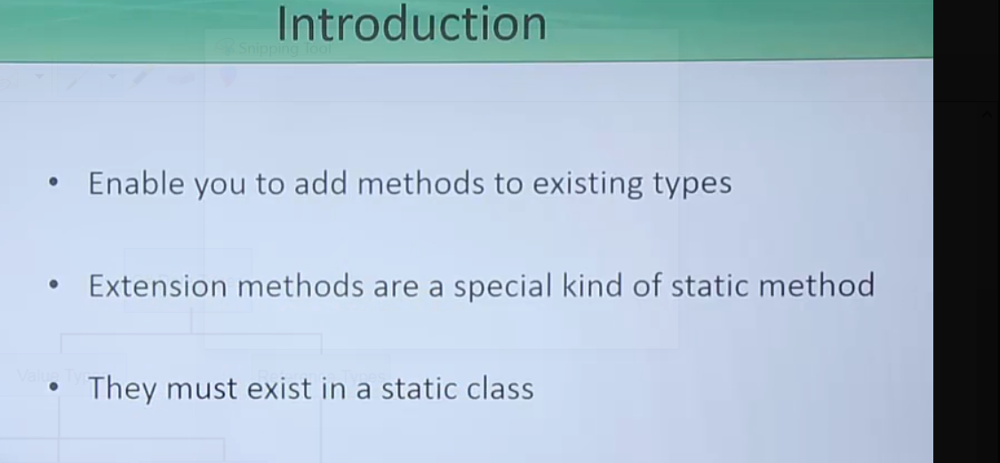 Introduction
Snipping Tool
• Enable you to add methods to existing types
• Extension methods are a special kind of static method
Value Types
Reference Types
• They must exist in a static class